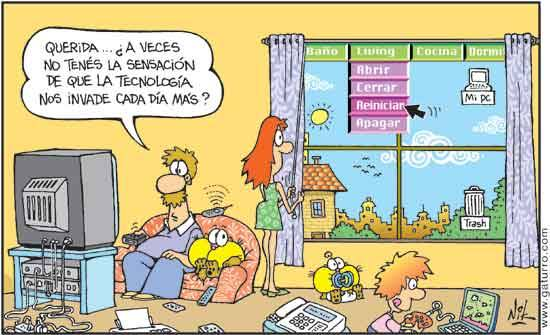 QUERIDA... ¿A VECES
NO TENÉS LA SENSACIÓN
DE QUE LA TECNOLOGÍA
NOS INVADE CADA DÍA MÁS?
Baño Living Cocina Dormi
Abrir
Cerrar
Reiniciar
Apagar
Mi pc
Trash
NIK
www.gaturro.com